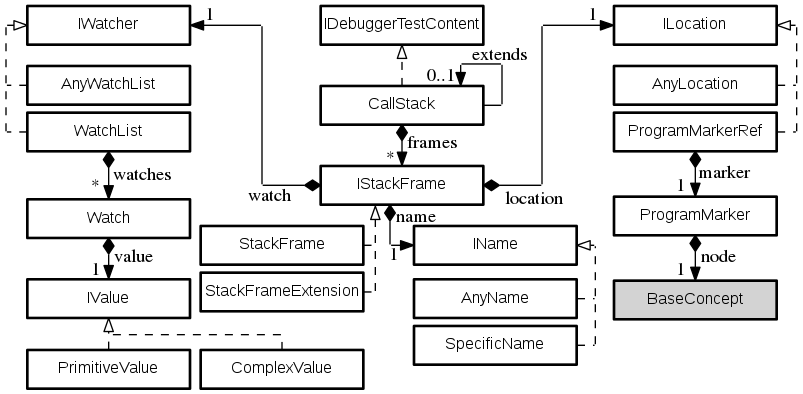 IWatcher
1
IDebuggerTestContent
1
ILocation
extends
0..1
AnyWatchList
CallStack
AnyLocation
WatchList
frames
*
ProgramMarkerRef
watches
*
watch
IStackFrame
location
marker
1
Watch
name
ProgramMarker
StackFrame
1
IName
value
1
node
1
IValue
StackFrameExtension
AnyName
BaseConcept
SpecificName
PrimitiveValue
ComplexValue